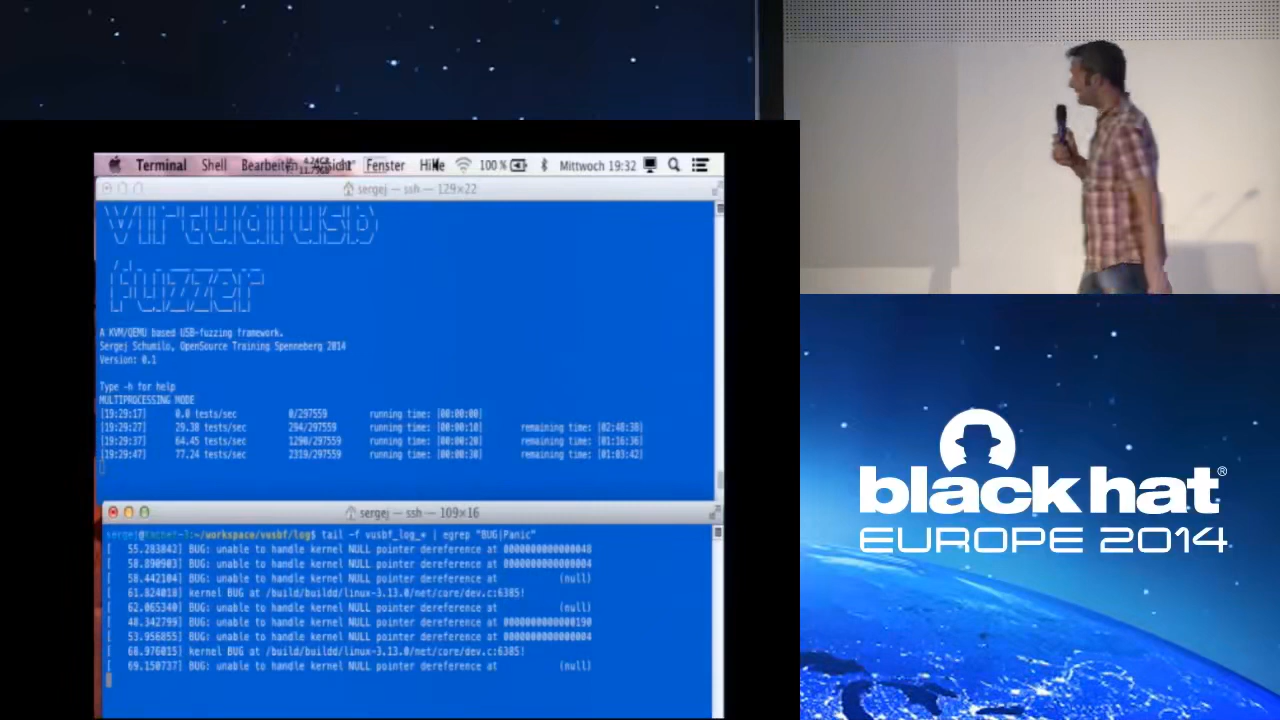 Terminal Shell Bearbeiten Fenster Hilfe 100 % Mittwoch 19:32
sergej — ssh — 129×22
virtual usb
fuzzer
A KVM/QEMU based USB-fuzzing framework.
Sergej Schumilo, OpenSource Training Spenneberg 2014
Version: 0.1
Type -h for help
MULTIPROCESSING MODE
[19:29:17] 0.0 tests/sec 0/297559 running time: [00:00:00]
[19:29:27] 29.38 tests/sec 294/297559 running time: [00:00:10] remaining time: [02:48:38]
[19:29:37] 64.45 tests/sec 1290/297559 running time: [00:00:20] remaining time: [01:16:36]
[19:29:47] 77.24 tests/sec 2319/297559 running time: [00:00:30] remaining time: [01:03:42]
sergej — ssh — 109×16
:~/workspace/vusbf/log$ tail -f vusbf_log_* | egrep "BUG|Panic"
[ 55.283842] BUG: unable to handle kernel NULL pointer dereference at 0000000000000048
[ 58.890903] BUG: unable to handle kernel NULL pointer dereference at 0000000000000004
[ 58.442104] BUG: unable to handle kernel NULL pointer dereference at (null)
[ 61.824018] kernel BUG at /build/buildd/linux-3.13.0/net/core/dev.c:6385!
[ 62.065340] BUG: unable to handle kernel NULL pointer dereference at (null)
[ 48.342799] BUG: unable to handle kernel NULL pointer dereference at 0000000000000190
[ 53.956855] BUG: unable to handle kernel NULL pointer dereference at 0000000000000004
[ 68.976015] kernel BUG at /build/buildd/linux-3.13.0/net/core/dev.c:6385!
[ 69.150737] BUG: unable to handle kernel NULL pointer dereference at (null)
black hat®
EUROPE 2014